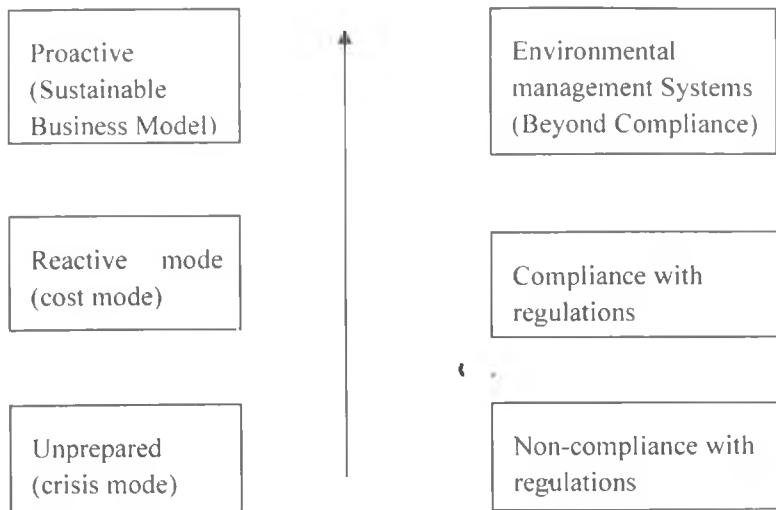 Proactive
(Sustainable
Business Model)
Environmental
management Systems
(Beyond Compliance)
Reactive mode
(cost mode)
Compliance with
regulations
Unprepared
(crisis mode)
Non-compliance with
regulations